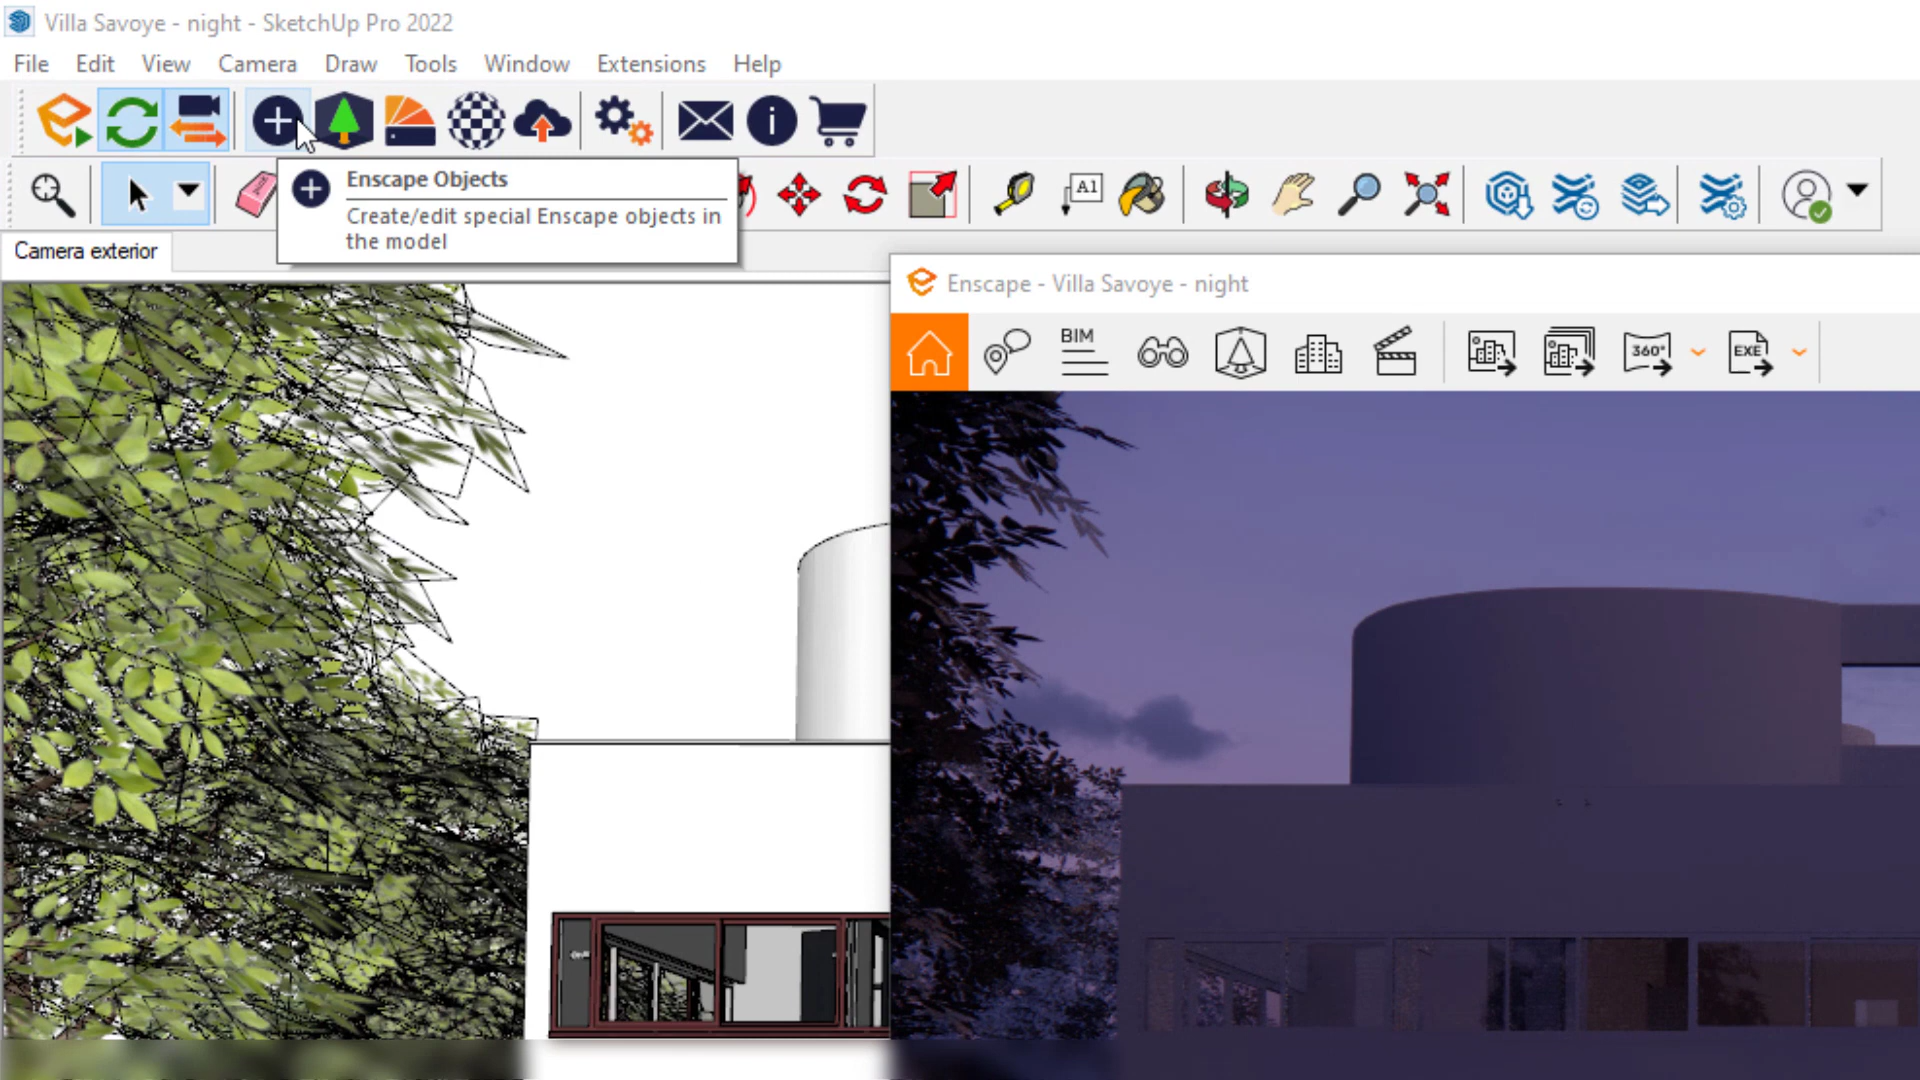 Villa Savoye - night - SketchUp Pro 2022
File Edit View Camera Draw Tools Window Extensions Help
Enscape Objects
Create/edit special Enscape objects in
the model
A1
Camera exterior
Enscape - Villa Savoye - night
BIM
360°
EXE